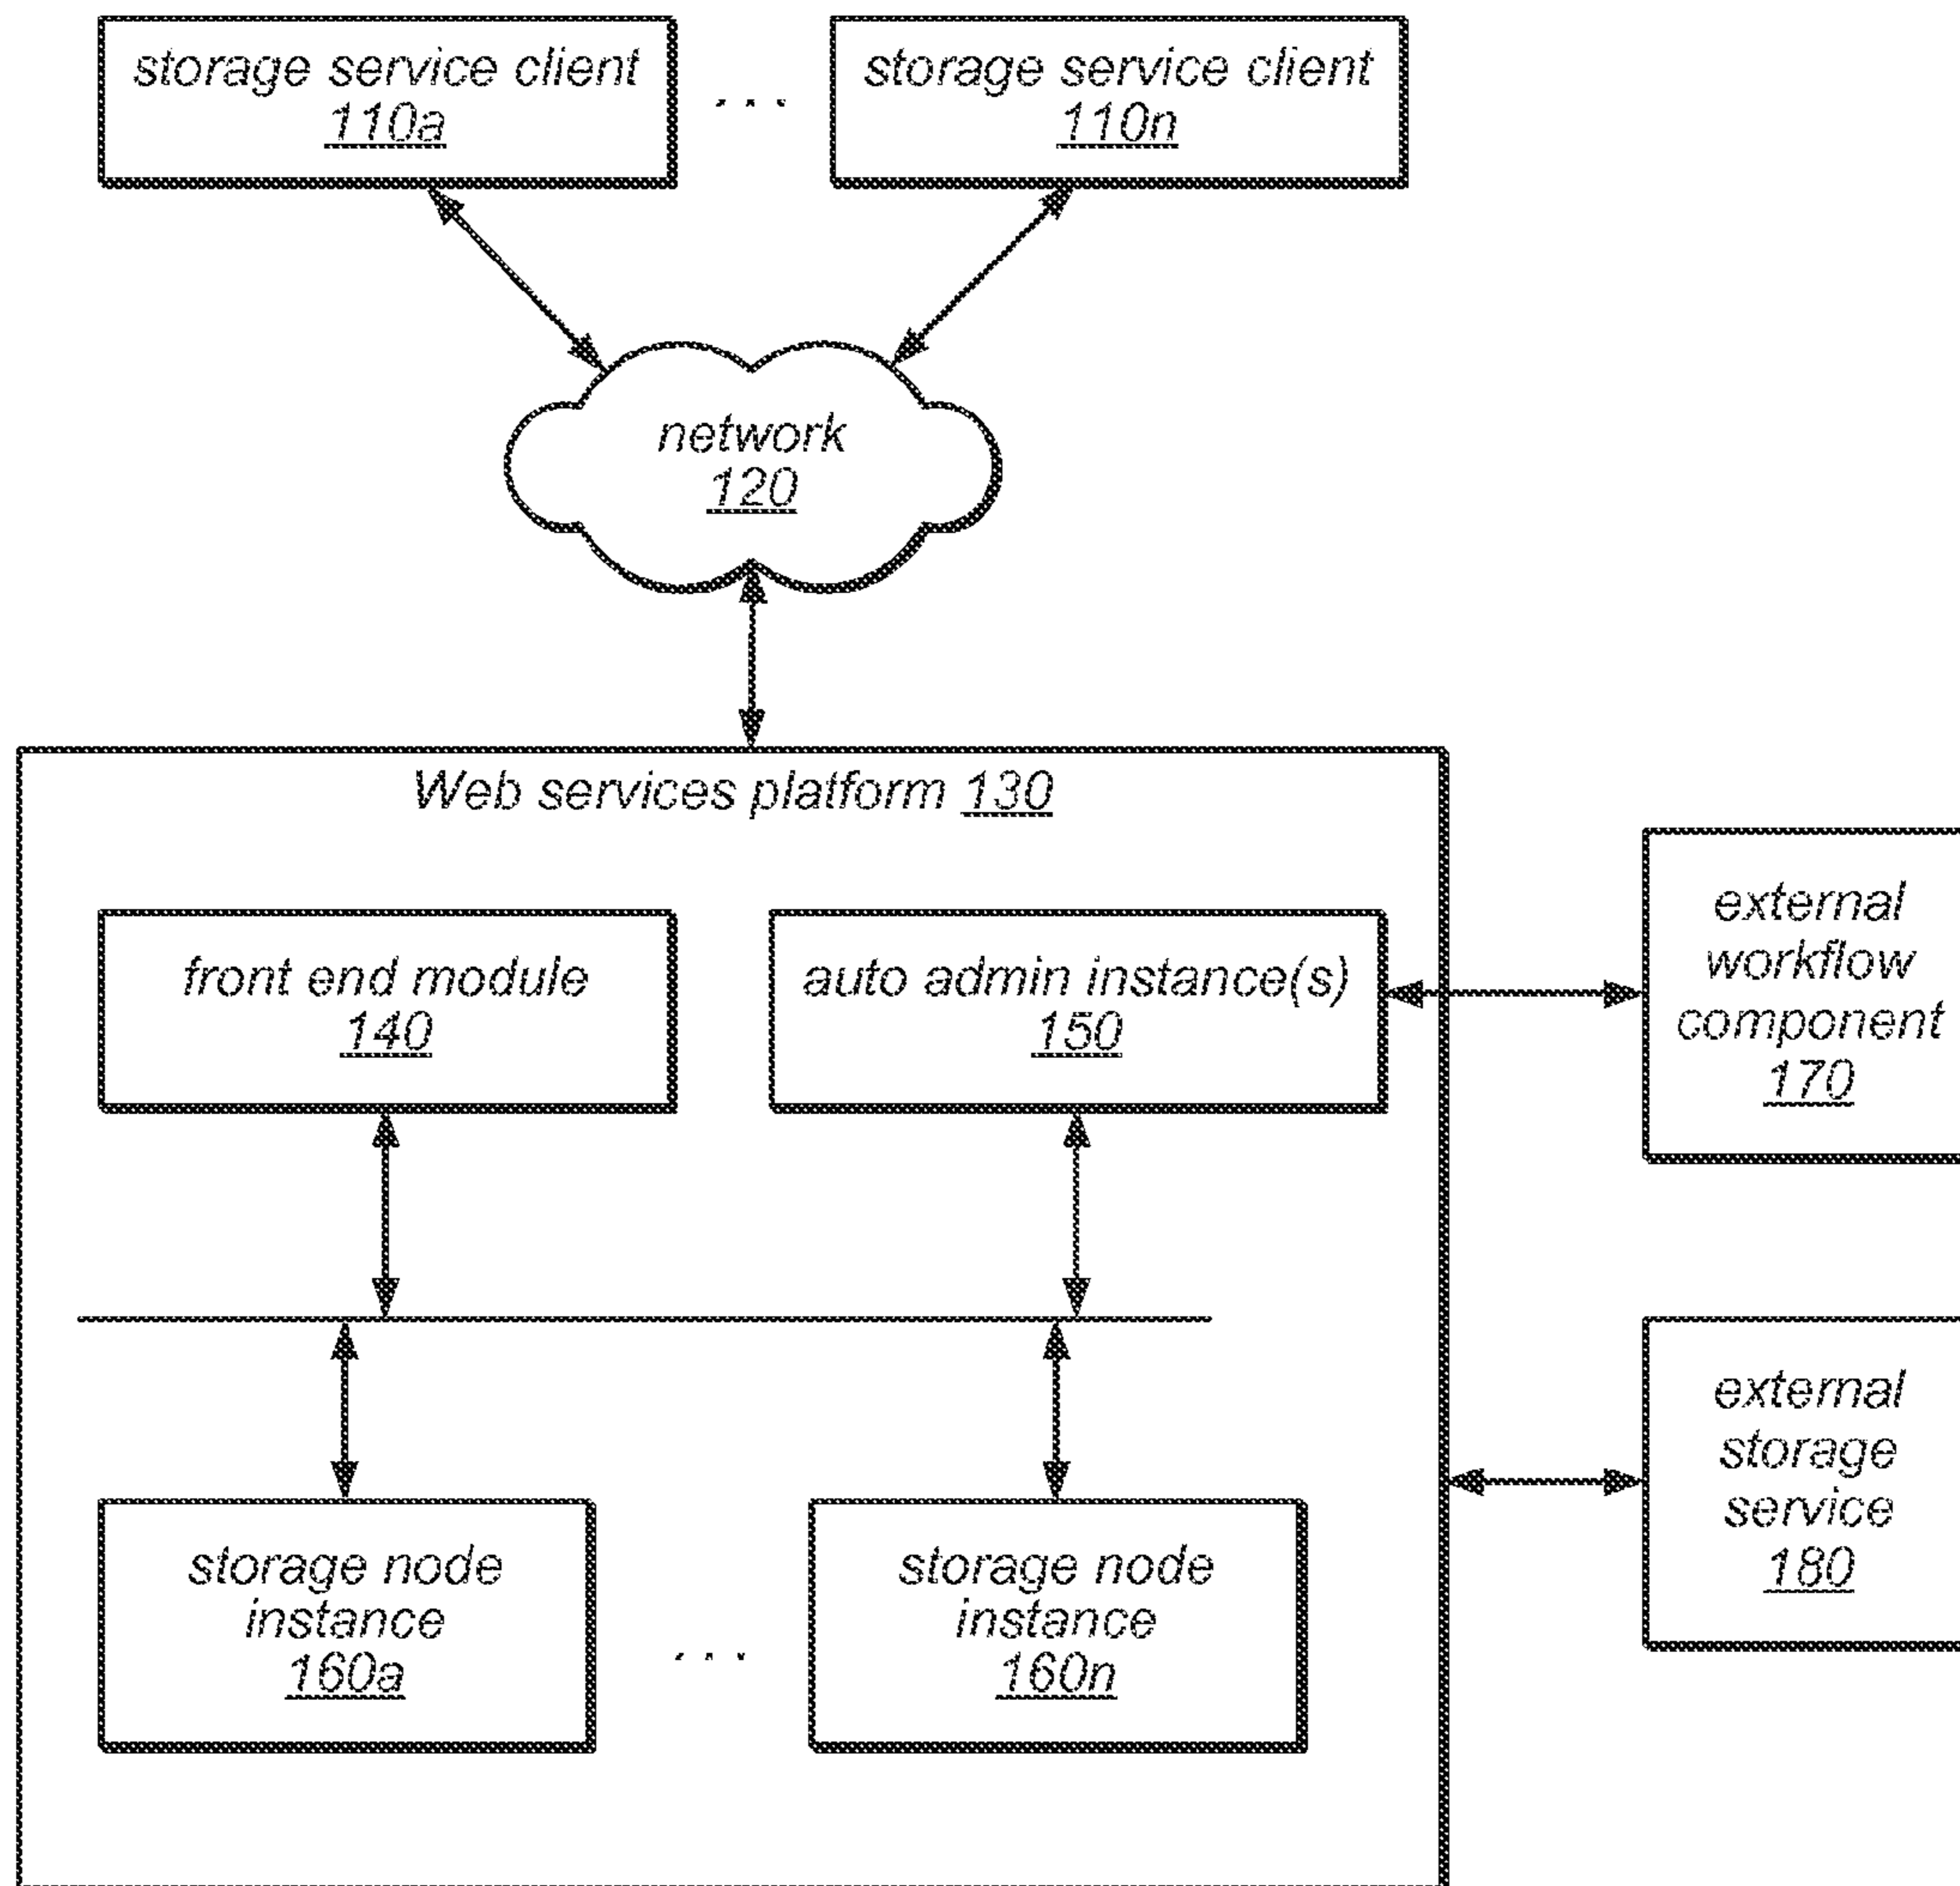 storage service client
110a
...
storage service client
110n
network
120
Web services platform 130
front end module
140
auto admin instance(s)
150
external
workflow
component
170
external
storage
service
180
storage node
instance
160a
...
storage node
instance
160n